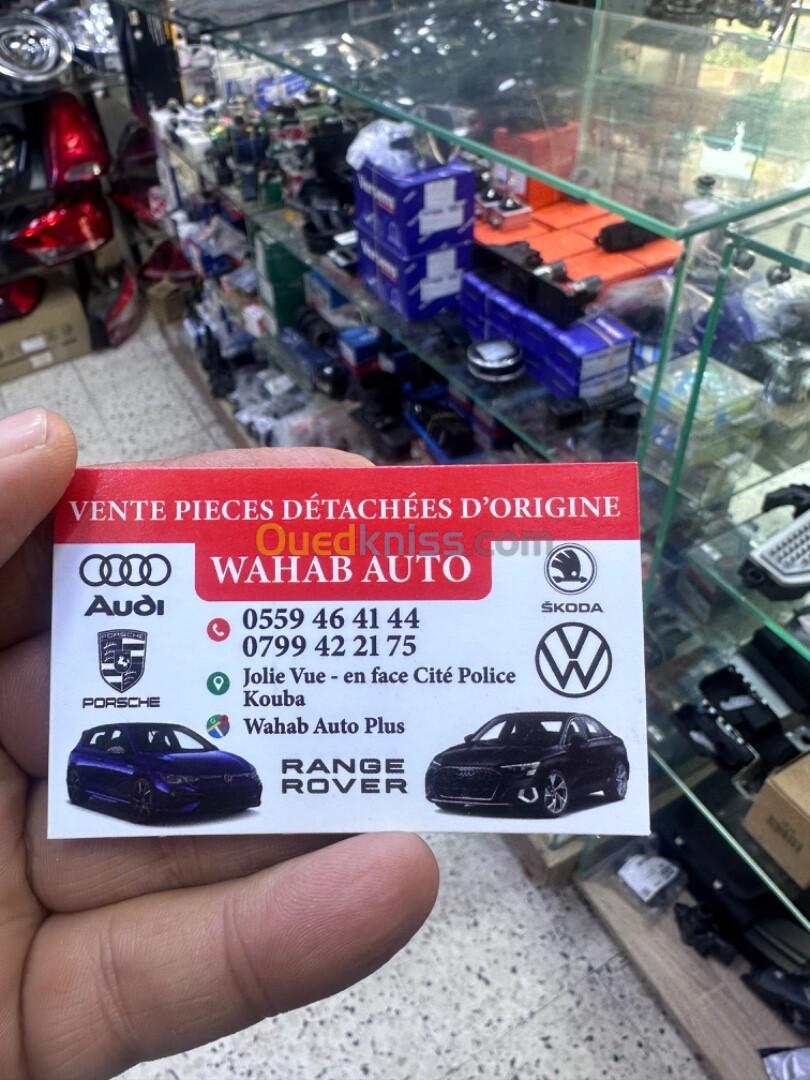 VENTE PIECES DÉTACHÉES D'ORIGINE
Ouedkniss.com
WAHAB AUTO
Audi
ŠKODA
0559 46 41 44
0799 42 21 75
PORSCHE
PORSCHE
Jolie Vue - en face Cité Police
Kouba
Wahab Auto Plus
RANGE
ROVER